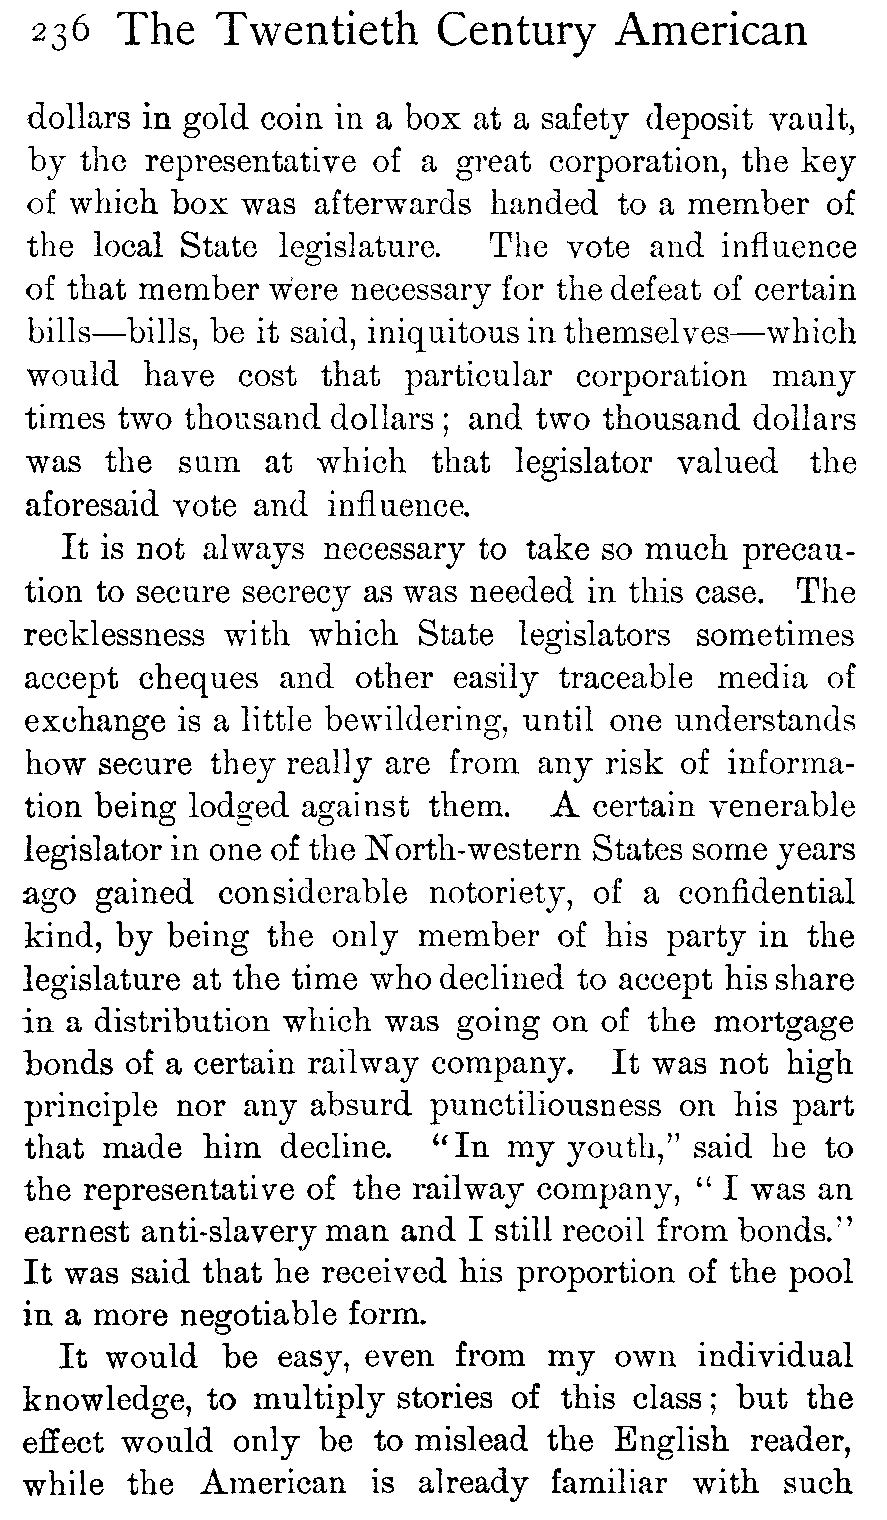 236 The Twentieth Century American
dollars in gold coin in a box at a safety deposit vault,
by the representative of a great corporation, the key
of which box was afterwards handed to a member of
the local State legislature. The vote and influence
of that member were necessary for the defeat of certain
bills—bills, be it said, iniquitous in themselves—which
would have cost that particular corporation many
times two thousand dollars; and two thousand dollars
was the sum at which that legislator valued the
aforesaid vote and influence.
It is not always necessary to take so much precau-
tion to secure secrecy as was needed in this case. The
recklessness with which State legislators sometimes
accept cheques and other easily traceable media of
exchange is a little bewildering, until one understands
how secure they really are from any risk of informa-
tion being lodged against them. A certain venerable
legislator in one of the North-western States some years
ago gained considerable notoriety, of a confidential
kind, by being the only member of his party in the
legislature at the time who declined to accept his share
in a distribution which was going on of the mortgage
bonds of a certain railway company. It was not high
principle nor any absurd punctiliousness on his part
that made him decline. "In my youth," said he to
the representative of the railway company, "I was an
earnest anti-slavery man and I still recoil from bonds."
It was said that he received his proportion of the pool
in a more negotiable form.
It would be easy, even from my own individual
knowledge, to multiply stories of this class; but the
effect would only be to mislead the English reader,
while the American is already familiar with such